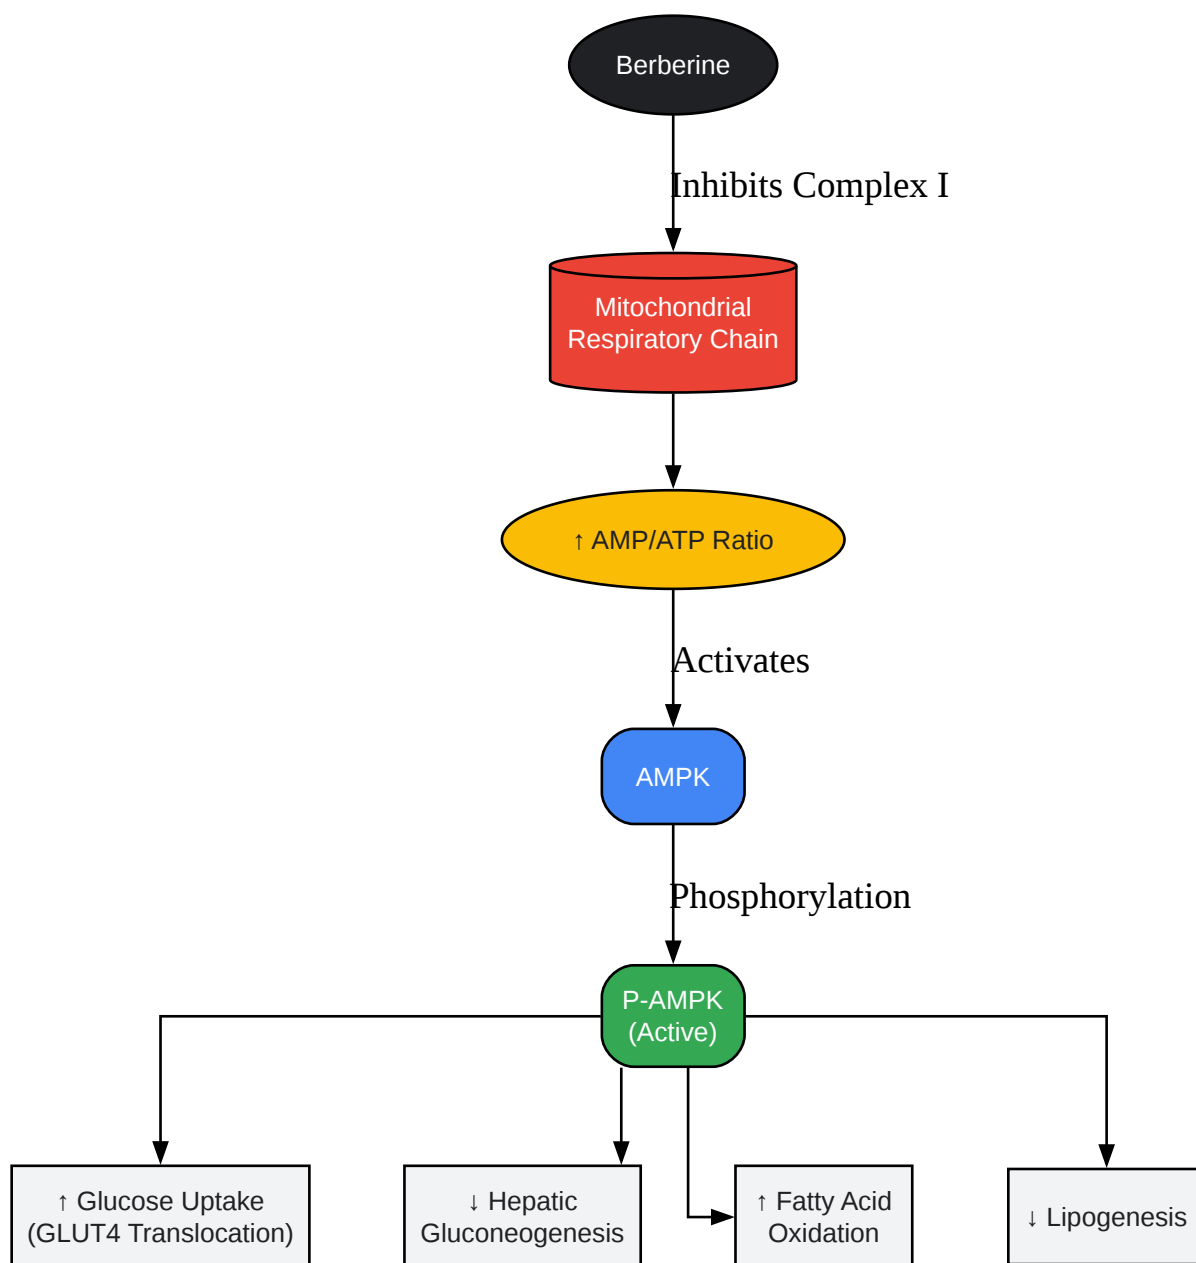 Berberine
Inhibits Complex I
Mitochondrial
Respiratory Chain
↑ AMP/ATP Ratio
Activates
AMPK
Phosphorylation
P-AMPK
(Active)
↑ Glucose Uptake
(GLUT4 Translocation)
↓ Hepatic
Gluconeogenesis
↑ Fatty Acid
Oxidation
↓ Lipogenesis